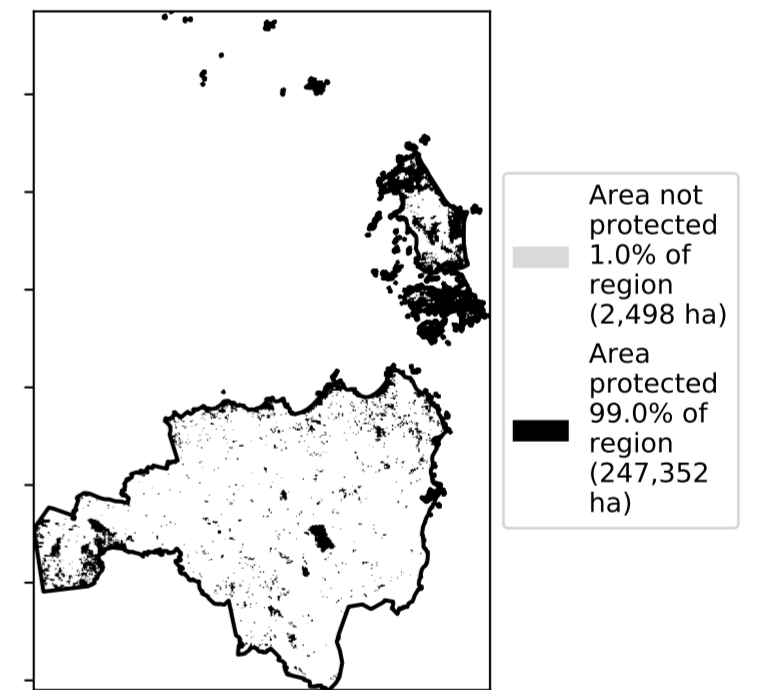 Area not
protected
1.0% of
region
(2,498 ha)
Area
protected
99.0% of
region
(247,352
ha)